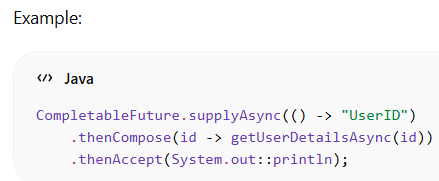 Example:
</> Java
CompletableFuture.supplyAsync(() -> "UserID")
    .thenCompose(id -> getUserDetailsAsync(id))
    .thenAccept(System.out::println);